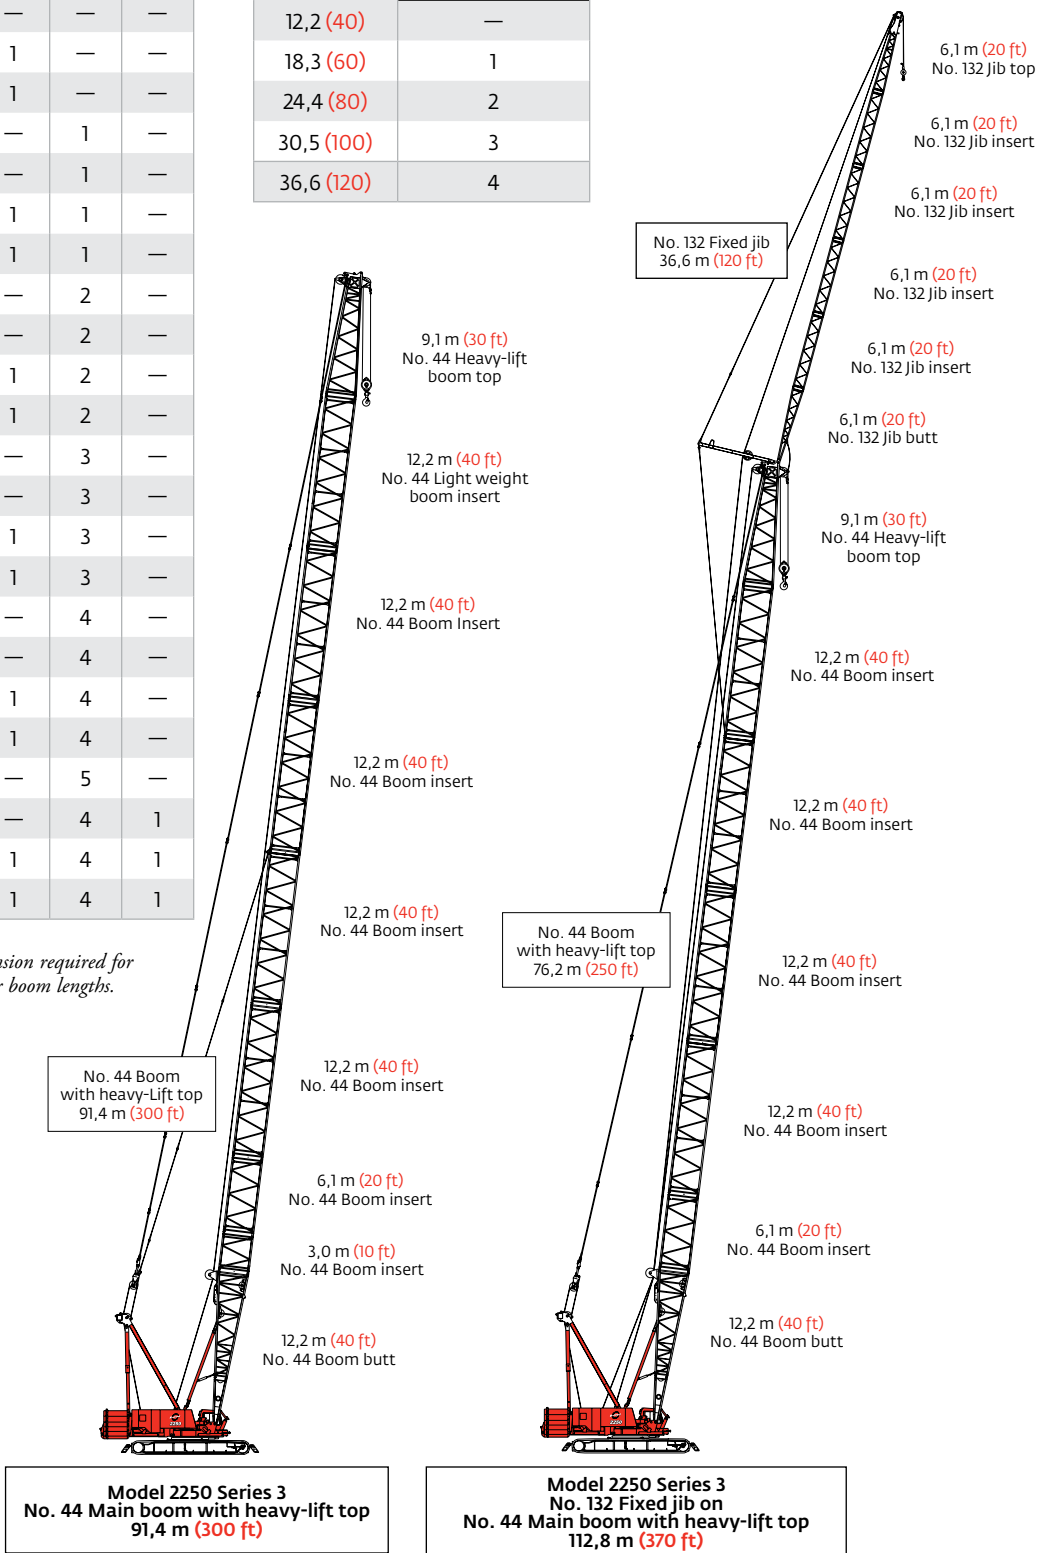 — — —
1 — —
1 — —
— 1 —
— 1 —
1 1 —
1 1 —
— 2 —
— 2 —
1 2 —
1 2 —
— 3 —
— 3 —
1 3 —
1 3 —
— 4 —
— 4 —
1 4 —
1 4 —
— 5 —
— 4 1
1 4 1
1 4 1
nsion required for
r boom lengths.
12,2 (40) —
18,3 (60) 1
24,4 (80) 2
30,5 (100) 3
36,6 (120) 4
9,1 m (30 ft)
No. 44 Heavy-lift
boom top
12,2 m (40 ft)
No. 44 Light weight
boom insert
12,2 m (40 ft)
No. 44 Boom Insert
12,2 m (40 ft)
No. 44 Boom insert
12,2 m (40 ft)
No. 44 Boom insert
12,2 m (40 ft)
No. 44 Boom insert
6,1 m (20 ft)
No. 44 Boom insert
3,0 m (10 ft)
No. 44 Boom insert
12,2 m (40 ft)
No. 44 Boom butt
No. 44 Boom
with heavy-Lift top
91,4 m (300 ft)
2250
Model 2250 Series 3
No. 44 Main boom with heavy-lift top
91,4 m (300 ft)
6,1 m (20 ft)
No. 132 Jib top
6,1 m (20 ft)
No. 132 Jib insert
6,1 m (20 ft)
No. 132 Jib insert
6,1 m (20 ft)
No. 132 Jib insert
6,1 m (20 ft)
No. 132 Jib insert
6,1 m (20 ft)
No. 132 Jib butt
No. 132 Fixed jib
36,6 m (120 ft)
9,1 m (30 ft)
No. 44 Heavy-lift
boom top
12,2 m (40 ft)
No. 44 Boom insert
12,2 m (40 ft)
No. 44 Boom insert
12,2 m (40 ft)
No. 44 Boom insert
12,2 m (40 ft)
No. 44 Boom insert
6,1 m (20 ft)
No. 44 Boom insert
12,2 m (40 ft)
No. 44 Boom butt
No. 44 Boom
with heavy-lift top
76,2 m (250 ft)
2250
Model 2250 Series 3
No. 132 Fixed jib on
No. 44 Main boom with heavy-lift top
112,8 m (370 ft)